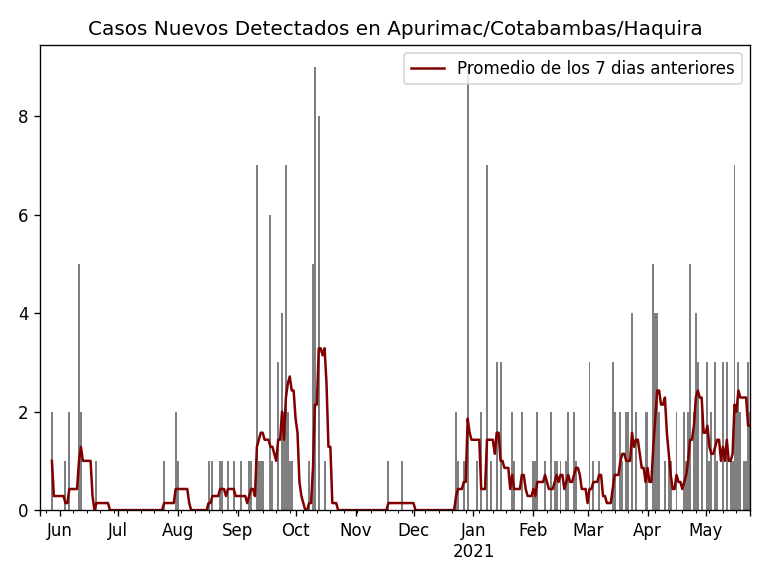 Casos Nuevos Detectados en Apurimac/Cotabambas/Haquira
Promedio de los 7 dias anteriores
8
6
4
2
0
Jun Jul Aug Sep Oct Nov Dec Jan Feb Mar Apr May
2021